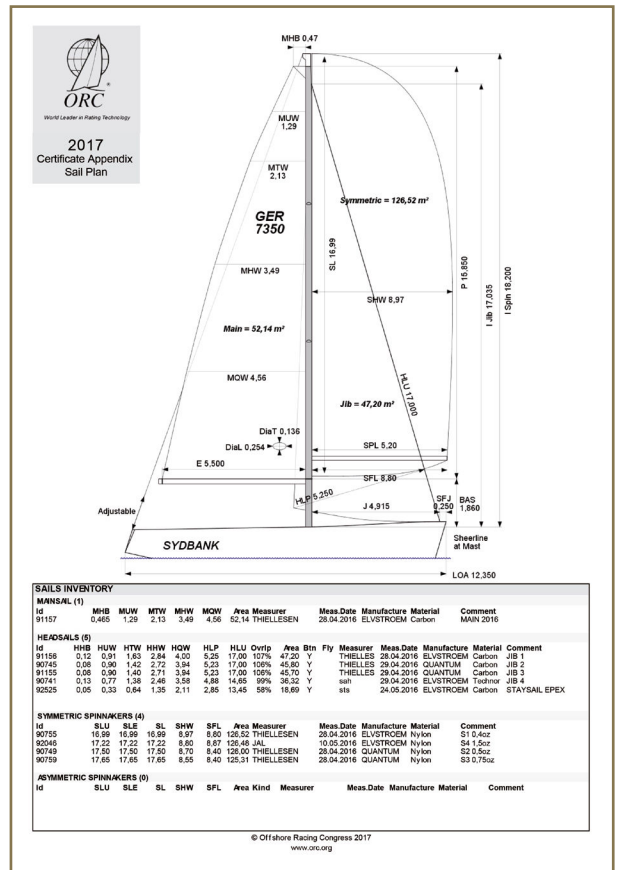 ORC
World Leader in Rating Technology
2017
Certificate Appendix
Sail Plan
MHB 0,47
MUW
1,29
MTW
2,13
GER
7350
Symmetric = 126,52 m²
SL 16,99
MHW 3,49
SHW 8,97
P 15,850
I Jib 17,035
I Spin 18,200
Main = 52,14 m²
MQW 4,56
HLU 17,000
Jib = 47,20 m²
DiaT 0,136
DiaL 0,254
SPL 5,20
E 5,500
SFL 8,80
HLP 5,250
SFJ
0,250
BAS
1,860
J 4,915
Adjustable
SYDBANK
Sheerline
at Mast
LOA 12,350
SAILS INVENTORY
MAINSAIL (1)
Id MHB MUW MTW MHW MQW Area Measurer Meas.Date Manufacture Material Comment
91157 0,465 1,29 2,13 3,49 4,56 52,14 THIELLESEN 28.04.2016 ELVSTROEM Carbon MAIN 2016
HEADSAILS (5)
Id HHB HUW HTW HHW HQW HLP HLU Ovrlp Area Btn Fly Measurer Meas.Date Manufacture Material Comment
91156 0,12 0,91 1,63 2,84 4,00 5,25 17,00 107% 47,20 Y THIELLES 28.04.2016 ELVSTROEM Carbon JIB 1
90745 0,08 0,90 1,42 2,72 3,94 5,23 17,00 106% 45,80 Y THIELLES 29.04.2016 QUANTUM Carbon JIB 2
91155 0,08 0,90 1,40 2,71 3,94 5,23 17,00 106% 45,70 Y THIELLES 29.04.2016 QUANTUM Carbon JIB 3
90741 0,13 0,77 1,38 2,46 3,58 4,88 14,65 99% 36,32 Y sah 29.04.2016 ELVSTROEM Technor JIB 4
92525 0,05 0,33 0,64 1,35 2,11 2,85 13,45 58% 18,69 Y sts 24.05.2016 ELVSTROEM Carbon STAYSAIL EPEX
SYMMETRIC SPINNAKERS (4)
Id SLU SLE SL SHW SFL Area Measurer Meas.Date Manufacture Material Comment
90755 16,99 16,99 16,99 8,97 8,80 126,52 THIELLESEN 28.04.2016 ELVSTROEM Nylon S1 0,4oz
92046 17,22 17,22 17,22 8,80 8,87 126,48 JAL 10.05.2016 ELVSTROEM Nylon S4 1,5oz
90749 17,50 17,50 17,50 8,70 8,40 126,00 THIELLESEN 28.04.2016 QUANTUM Nylon S2 0,5oz
90759 17,65 17,65 17,65 8,55 8,40 125,31 THIELLESEN 28.04.2016 QUANTUM Nylon S3 0,75oz
ASYMMETRIC SPINNAKERS (0)
Id SLU SLE SL SHW SFL Area Kind Measurer Meas.Date Manufacture Material Comment
© Offshore Racing Congress 2017
www.orc.org